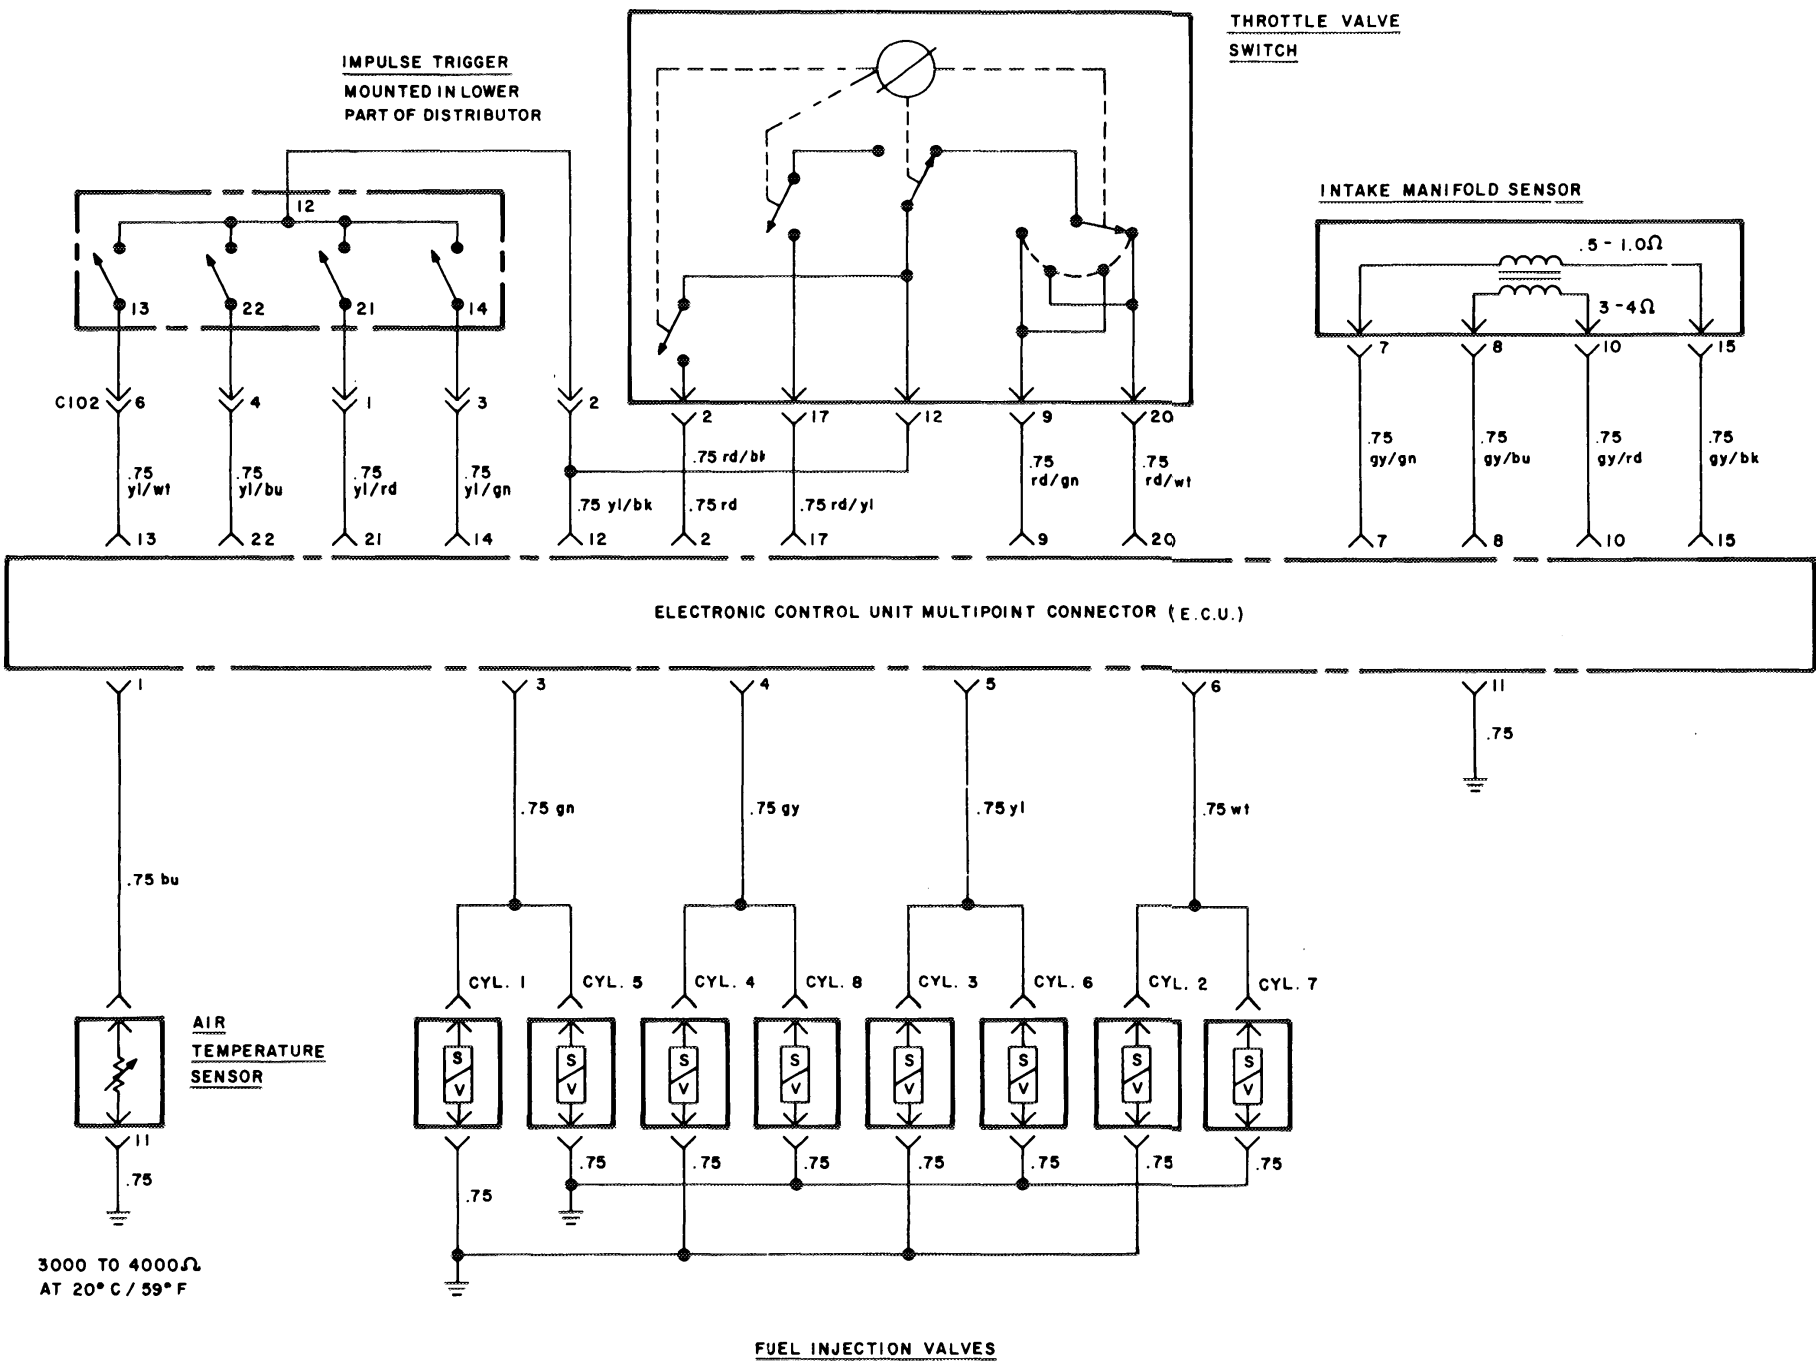 THROTTLE VALVE
SWITCH
IMPULSE TRIGGER
MOUNTED IN LOWER
PART OF DISTRIBUTOR
INTAKE MANIFOLD SENSOR
12
.5 - 1.0Ω
3 - 4Ω
13 22 21 14
7 8 10 15
C102 6 4 1 3 2
2 17 12 9 20
.75 yl/wt
.75 yl/bu
.75 yl/rd
.75 yl/gn
.75 rd/bk
.75 yl/bk
.75 rd
.75 rd/yl
.75 rd/gn
.75 rd/wt
.75 gy/gn
.75 gy/bu
.75 gy/rd
.75 gy/bk
13 22 21 14 12 2 17 9 20 7 8 10 15
ELECTRONIC CONTROL UNIT MULTIPOINT CONNECTOR (E.C.U.)
1 3 4 5 6 11
.75
.75 gn .75 gy .75 yl .75 wt
.75 bu
CYL. 1 CYL. 5 CYL. 4 CYL. 8 CYL. 3 CYL. 6 CYL. 2 CYL. 7
AIR
TEMPERATURE
SENSOR
S S S S S S S S
V V V V V V V V
11
.75 .75 .75 .75 .75 .75 .75 .75
.75
3000 TO 4000Ω
AT 20° C / 59° F
FUEL INJECTION VALVES